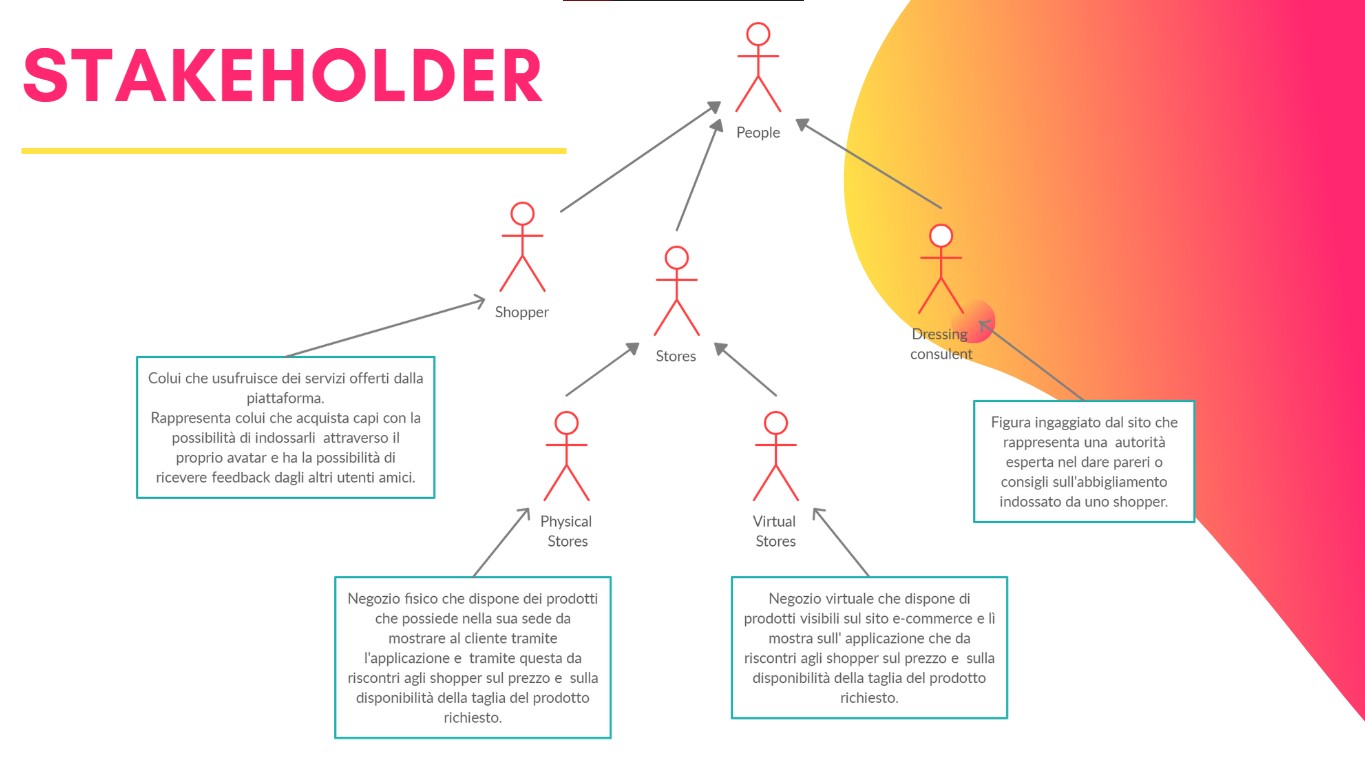 STAKEHOLDER
People
Shopper
Stores
Dressing
consulent
Colui che usufruisce dei servizi offerti dalla
piattaforma.
Rappresenta colui che acquista capi con la
possibilità di indossarli attraverso il
proprio avatar e ha la possibilità di
ricevere feedback dagli altri utenti amici.
Figura ingaggiato dal sito che
rappresenta una autorità
esperta nel dare pareri o
consigli sull'abbigliamento
indossato da uno shopper.
Physical
Stores
Virtual
Stores
Negozio fisico che dispone dei prodotti
che possiede nella sua sede da
mostrare al cliente tramite
l'applicazione e tramite questa da
riscontri agli shopper sul prezzo e sulla
disponibilità della taglia del prodotto
richiesto.
Negozio virtuale che dispone di
prodotti visibili sul sito e-commerce e lì
mostra sull' applicazione che da
riscontri agli shopper sul prezzo e sulla
disponibilità della taglia del prodotto
richiesto.